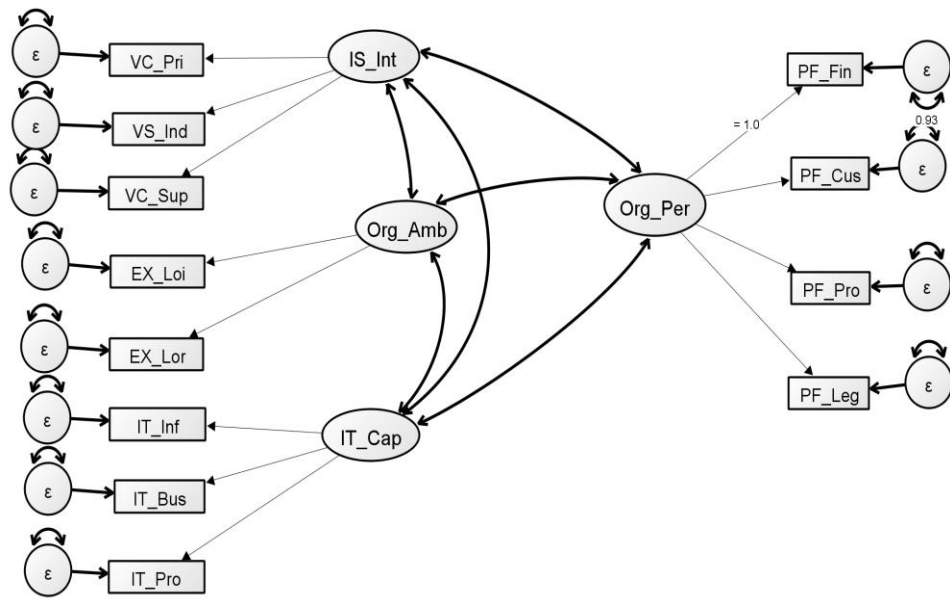 ε
VC_Pri
IS_Int
PF_Fin
ε
ε
VS_Ind
= 1.0
0.93
ε
VC_Sup
PF_Cus
ε
Org_Per
Org_Amb
ε
EX_Loi
PF_Pro
ε
ε
EX_Lor
PF_Leg
ε
ε
IT_Inf
IT_Cap
ε
IT_Bus
ε
IT_Pro